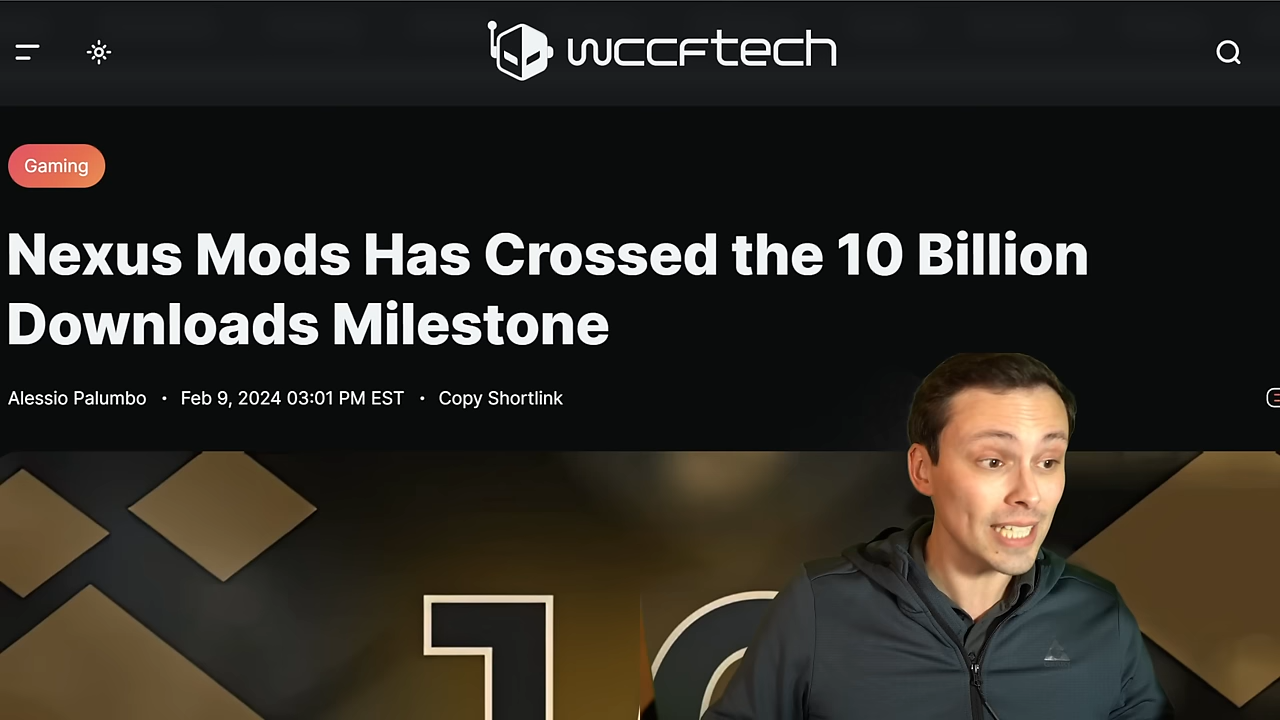 wccftech
Gaming
Nexus Mods Has Crossed the 10 Billion
Downloads Milestone
Alessio Palumbo • Feb 9, 2024 03:01 PM EST • Copy Shortlink
10